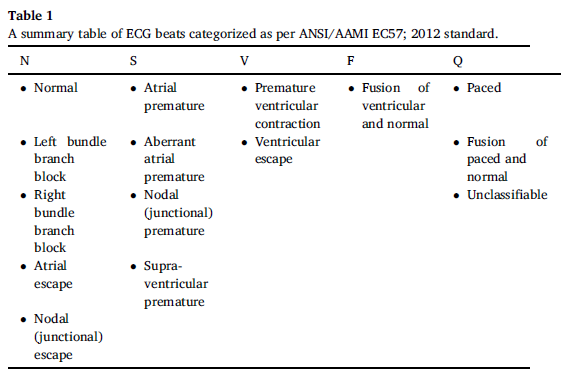 Table 1
A summary table of ECG beats categorized as per ANSI/AAMI EC57; 2012 standard.
N S V F Q
• Normal • Atrial premature • Premature ventricular contraction • Fusion of ventricular and normal • Paced
• Left bundle branch block • Aberrant atrial premature • Ventricular escape • Fusion of paced and normal
• Right bundle branch block • Nodal (junctional) premature • Unclassifiable
• Atrial escape • Supra-ventricular premature
• Nodal (junctional) escape